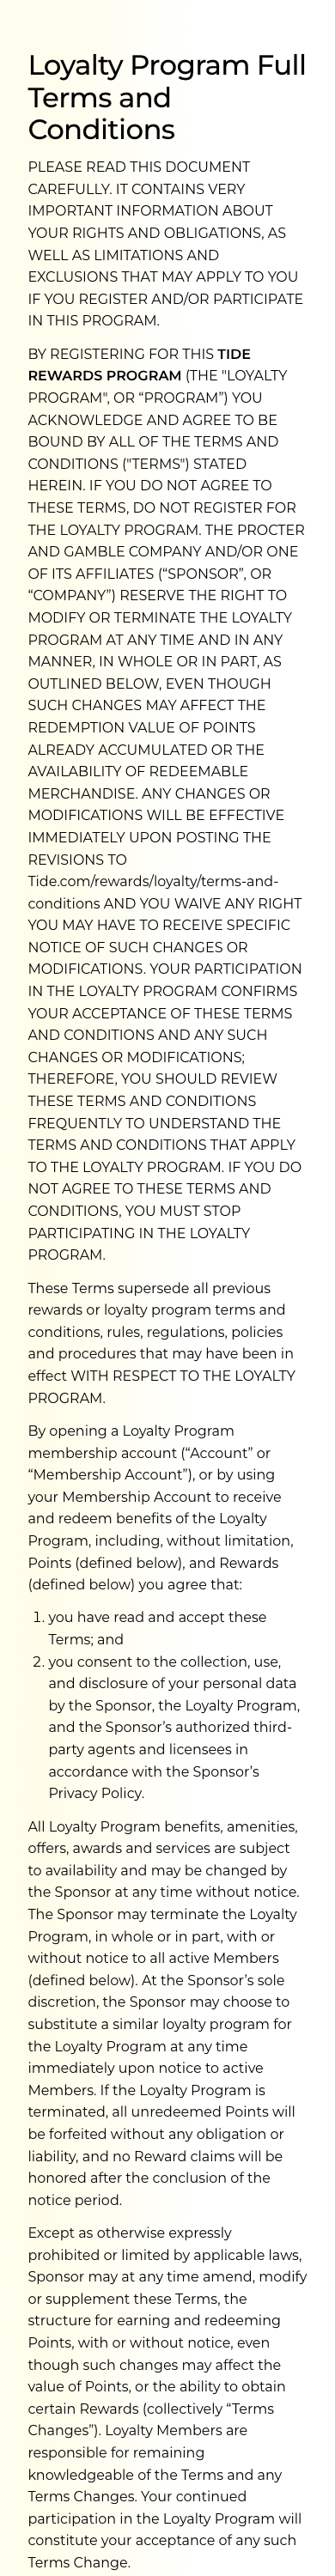 Loyalty Program Full
Terms and
Conditions
PLEASE READ THIS DOCUMENT
CAREFULLY. IT CONTAINS VERY
IMPORTANT INFORMATION ABOUT
YOUR RIGHTS AND OBLIGATIONS, AS
WELL AS LIMITATIONS AND
EXCLUSIONS THAT MAY APPLY TO YOU
IF YOU REGISTER AND/OR PARTICIPATE
IN THIS PROGRAM.
BY REGISTERING FOR THIS TIDE
REWARDS PROGRAM (THE "LOYALTY
PROGRAM", OR “PROGRAM”) YOU
ACKNOWLEDGE AND AGREE TO BE
BOUND BY ALL OF THE TERMS AND
CONDITIONS ("TERMS") STATED
HEREIN. IF YOU DO NOT AGREE TO
THESE TERMS, DO NOT REGISTER FOR
THE LOYALTY PROGRAM. THE PROCTER
AND GAMBLE COMPANY AND/OR ONE
OF ITS AFFILIATES (“SPONSOR”, OR
“COMPANY”) RESERVE THE RIGHT TO
MODIFY OR TERMINATE THE LOYALTY
PROGRAM AT ANY TIME AND IN ANY
MANNER, IN WHOLE OR IN PART, AS
OUTLINED BELOW, EVEN THOUGH
SUCH CHANGES MAY AFFECT THE
REDEMPTION VALUE OF POINTS
ALREADY ACCUMULATED OR THE
AVAILABILITY OF REDEEMABLE
MERCHANDISE. ANY CHANGES OR
MODIFICATIONS WILL BE EFFECTIVE
IMMEDIATELY UPON POSTING THE
REVISIONS TO
Tide.com/rewards/loyalty/terms-and-
conditions AND YOU WAIVE ANY RIGHT
YOU MAY HAVE TO RECEIVE SPECIFIC
NOTICE OF SUCH CHANGES OR
MODIFICATIONS. YOUR PARTICIPATION
IN THE LOYALTY PROGRAM CONFIRMS
YOUR ACCEPTANCE OF THESE TERMS
AND CONDITIONS AND ANY SUCH
CHANGES OR MODIFICATIONS;
THEREFORE, YOU SHOULD REVIEW
THESE TERMS AND CONDITIONS
FREQUENTLY TO UNDERSTAND THE
TERMS AND CONDITIONS THAT APPLY
TO THE LOYALTY PROGRAM. IF YOU DO
NOT AGREE TO THESE TERMS AND
CONDITIONS, YOU MUST STOP
PARTICIPATING IN THE LOYALTY
PROGRAM.
These Terms supersede all previous
rewards or loyalty program terms and
conditions, rules, regulations, policies
and procedures that may have been in
effect WITH RESPECT TO THE LOYALTY
PROGRAM.
By opening a Loyalty Program
membership account (“Account” or
“Membership Account”), or by using
your Membership Account to receive
and redeem benefits of the Loyalty
Program, including, without limitation,
Points (defined below), and Rewards
(defined below) you agree that:
1. you have read and accept these
Terms; and
2. you consent to the collection, use,
and disclosure of your personal data
by the Sponsor, the Loyalty Program,
and the Sponsor’s authorized third-
party agents and licensees in
accordance with the Sponsor’s
Privacy Policy.
All Loyalty Program benefits, amenities,
offers, awards and services are subject
to availability and may be changed by
the Sponsor at any time without notice.
The Sponsor may terminate the Loyalty
Program, in whole or in part, with or
without notice to all active Members
(defined below). At the Sponsor’s sole
discretion, the Sponsor may choose to
substitute a similar loyalty program for
the Loyalty Program at any time
immediately upon notice to active
Members. If the Loyalty Program is
terminated, all unredeemed Points will
be forfeited without any obligation or
liability, and no Reward claims will be
honored after the conclusion of the
notice period.
Except as otherwise expressly
prohibited or limited by applicable laws,
Sponsor may at any time amend, modify
or supplement these Terms, the
structure for earning and redeeming
Points, with or without notice, even
though such changes may affect the
value of Points, or the ability to obtain
certain Rewards (collectively “Terms
Changes”). Loyalty Members are
responsible for remaining
knowledgeable of the Terms and any
Terms Changes. Your continued
participation in the Loyalty Program will
constitute your acceptance of any such
Terms Change.